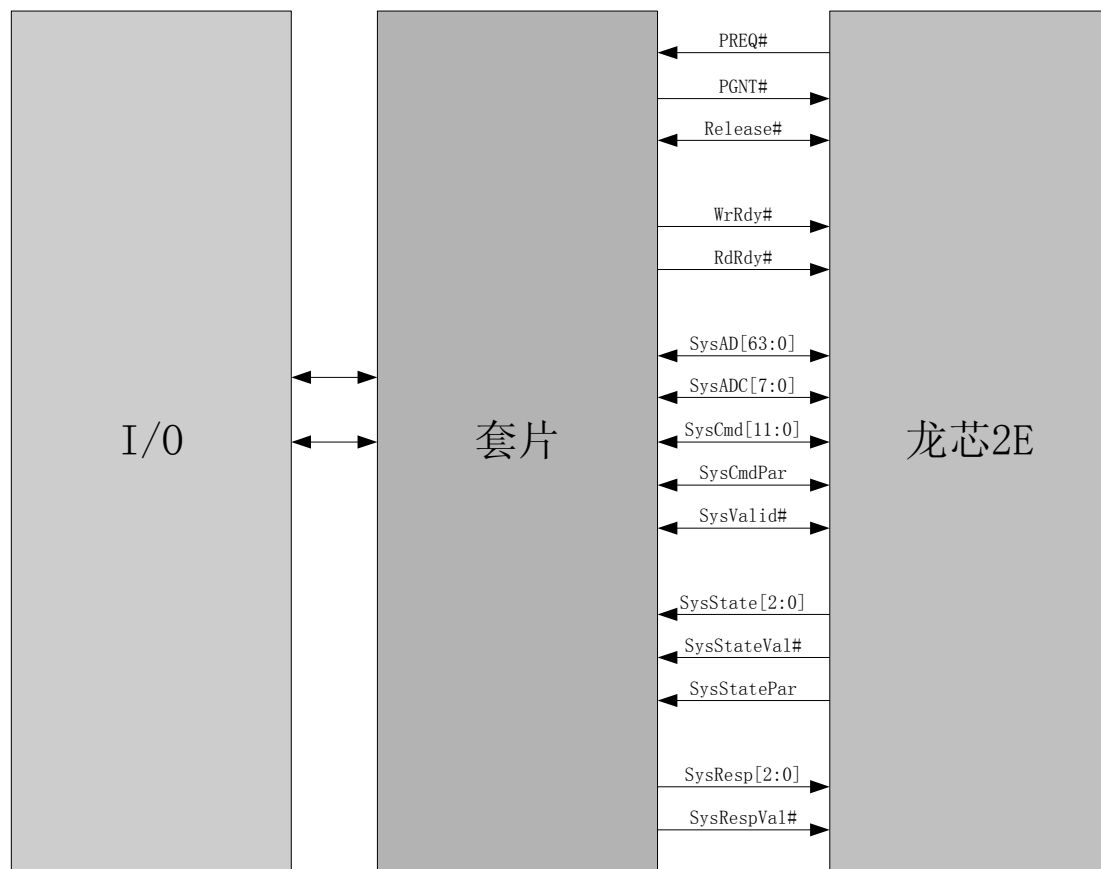 PREQ#
PGNT#
Release#
WrRdy#
RdRdy#
SysAD[63:0]
SysADC[7:0]
I/O
套片
SysCmd[11:0]
龙芯2E
SysCmdPar
SysValid#
SysState[2:0]
SysStateVal#
SysStatePar
SysResp[2:0]
SysRespVal#